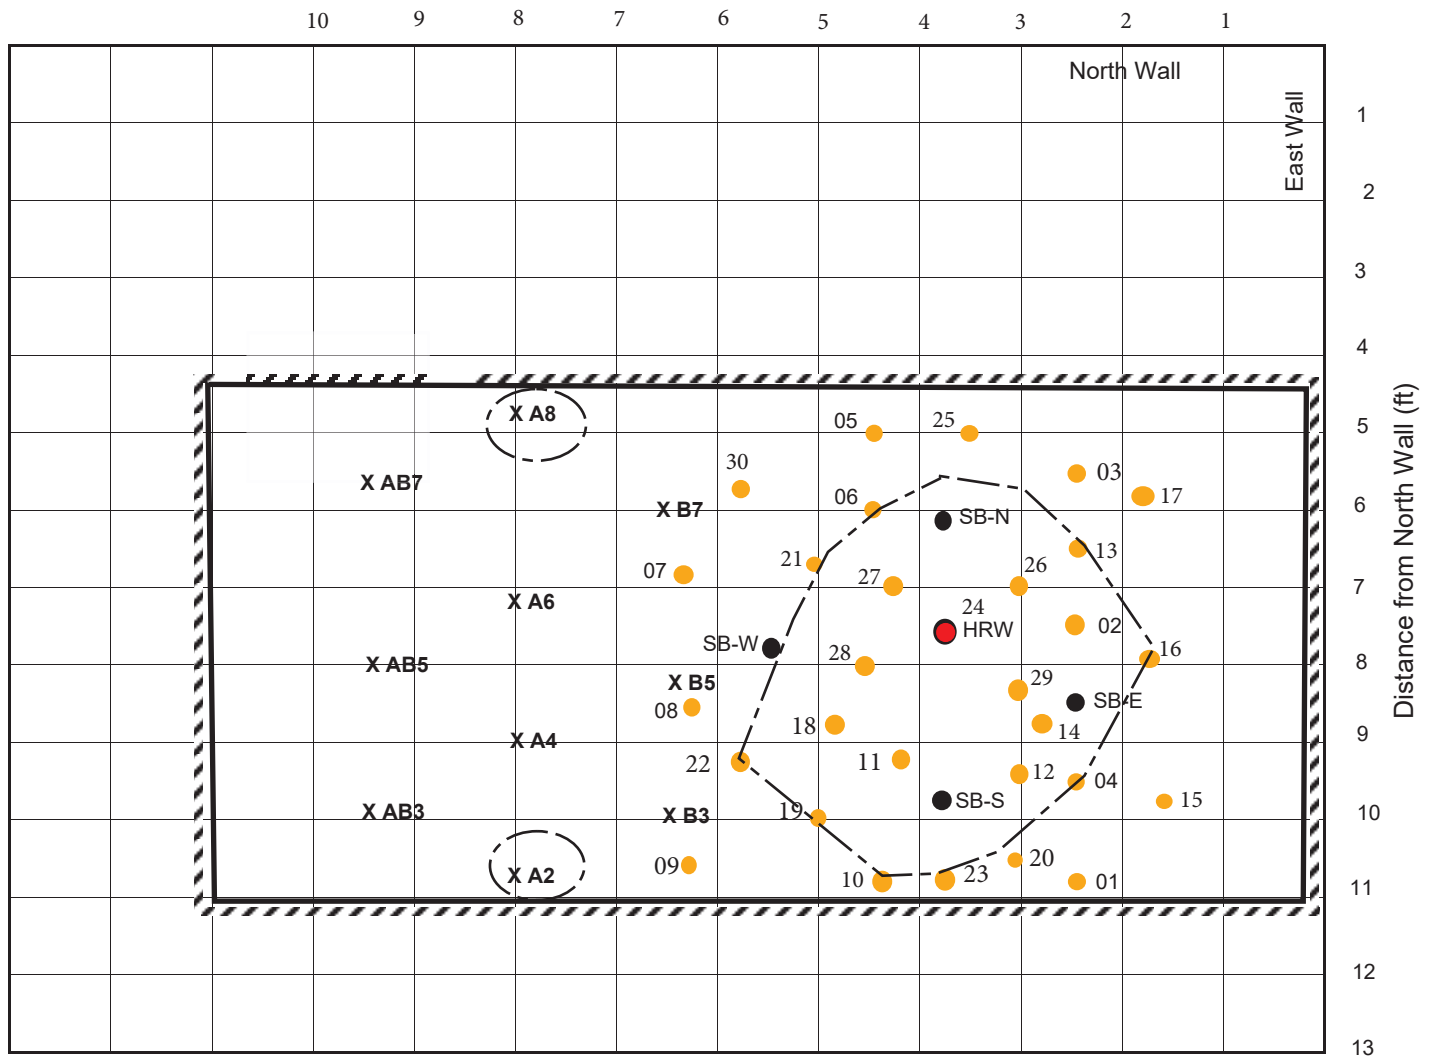 10 9 8 7 6 5 4 3 2 1
North Wall
East Wall
1
2
3
4
5
6
7
8
9
10
11
12
13
Distance from North Wall (ft)
X A8
05
25
30
03
X AB7
17
06
X B7
SB-N
21
13
07
27
26
X A6
24
HRW
02
SB-W
28
16
X AB5
29
X B5
08
SB-E
18
14
X A4
22
11
12
04
SB-S
15
X AB3
X B3
19
09
20
X A2
10
23
01